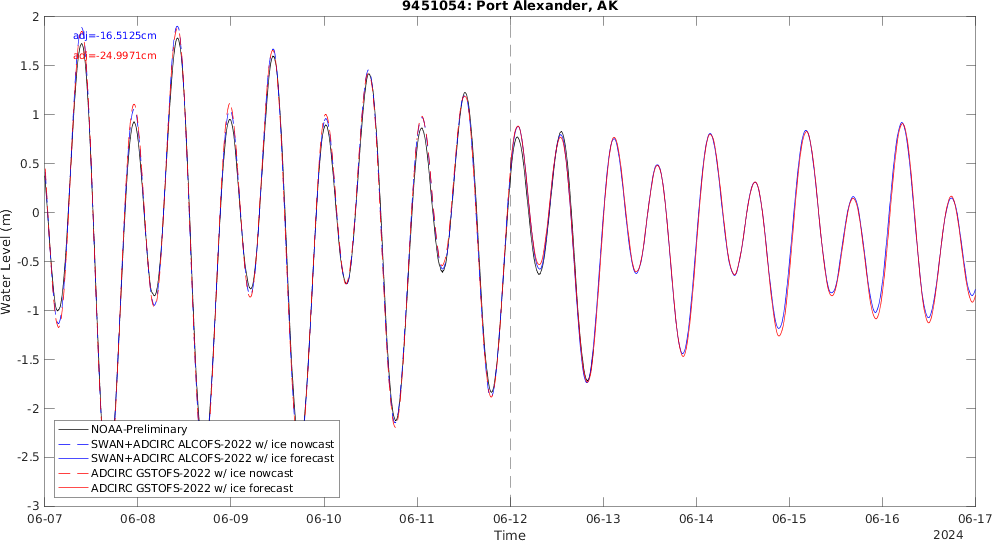 9451054: Port Alexander, AK
adj=-16.5125cm
adj=-24.9971cm
2
1.5
1
0.5
0
-0.5
-1
-1.5
-2
-2.5
-3
Water Level (m)
NOAA-Preliminary
SWAN+ADCIRC ALCOFS-2022 w/ ice nowcast
SWAN+ADCIRC ALCOFS-2022 w/ ice forecast
ADCIRC GSTOFS-2022 w/ ice nowcast
ADCIRC GSTOFS-2022 w/ ice forecast
06-07 06-08 06-09 06-10 06-11 06-12 06-13 06-14 06-15 06-16 06-17
Time
2024